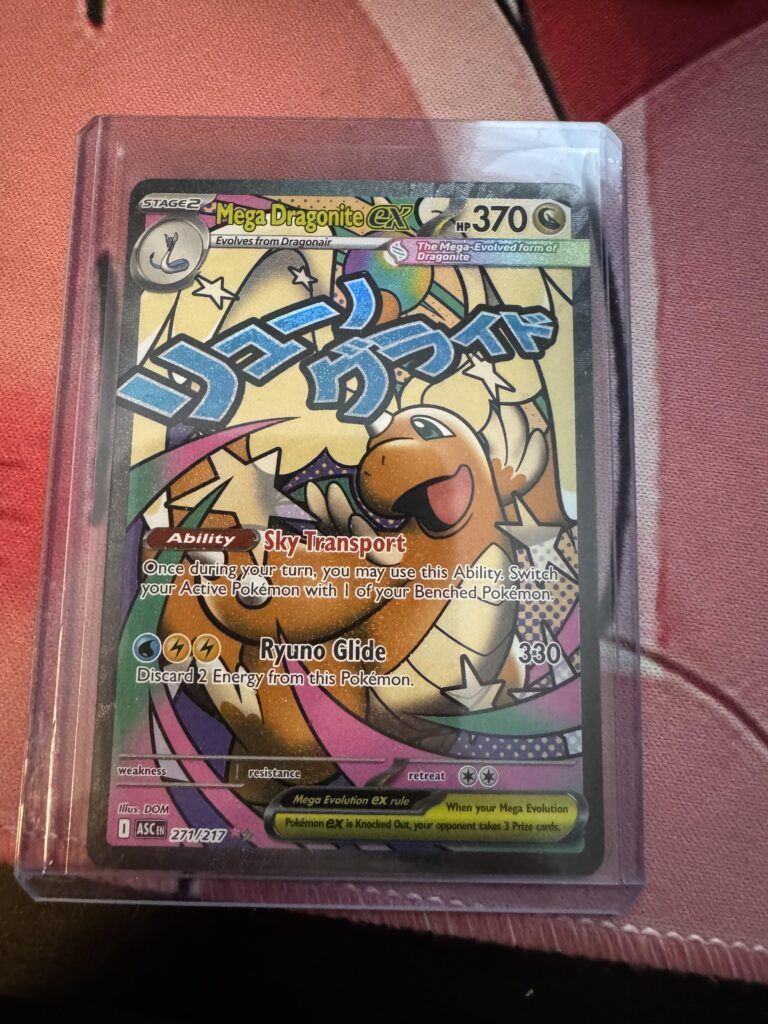 STAGE2
Mega Dragonite ex
HP 370
Evolves from Dragonair
The Mega-Evolved form of
Dragonite
リューノ
グライド
Ability Sky Transport
Once during your turn, you may use this Ability. Switch
your Active Pokémon with 1 of your Benched Pokémon.
Ryuno Glide 330
Discard 2 Energy from this Pokémon.
weakness resistance retreat
Illus. DOM
Mega Evolution ex rule
When your Mega Evolution
Pokémon ex is Knocked Out, your opponent takes 3 Prize cards.
I ASC EN 271/217